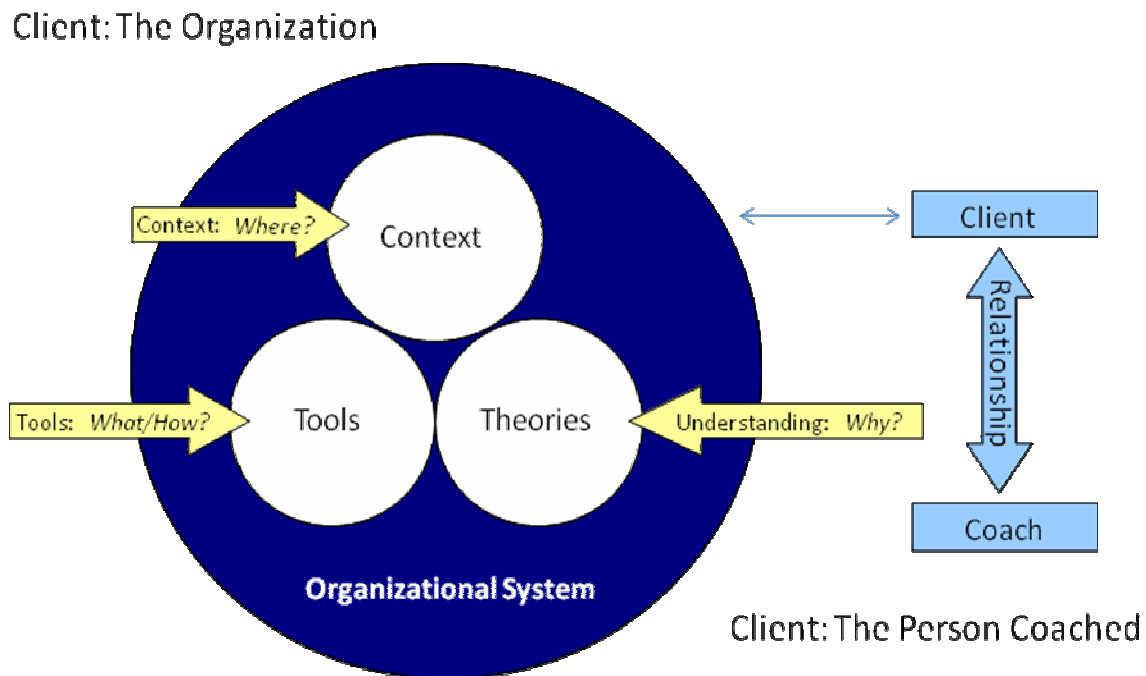 Client: The Organization
Context: Where?
Context
Client
Relationship
Tools: What/How?
Tools
Theories
Understanding: Why?
Coach
Organizational System
Client: The Person Coached